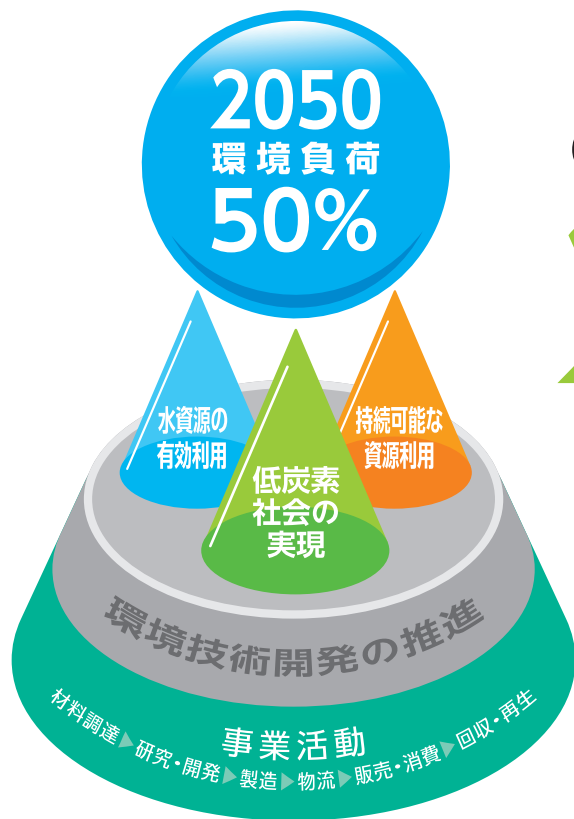 2050
環境負荷
50%
水資源の
有効利用
持続可能な
資源利用
低炭素
社会の
実現
環境技術開発の推進
事業活動
材料調達▶研究・開発▶製造▶物流▶販売・消費▶回収・再生